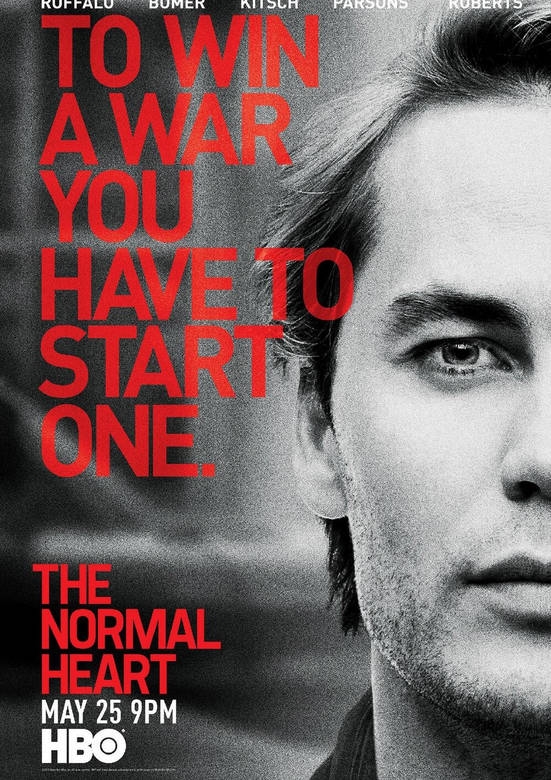 RUFFALO BOMER KITSCH PARSONS ROBERTS
TO WIN
A WAR
YOU
HAVE TO
START
ONE.
THE
NORMAL
HEART
MAY 25 9PM
HBO